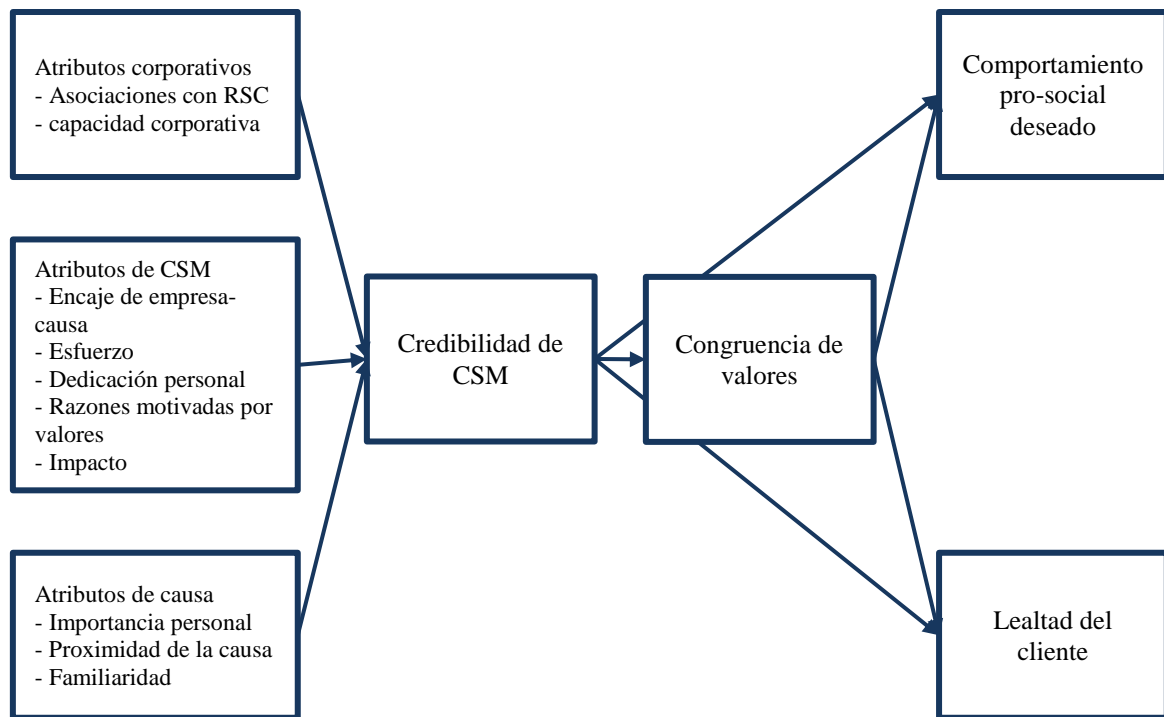 Atributos corporativos
- Asociaciones con RSC
- capacidad corporativa
Atributos de CSM
- Encaje de empresa-
causa
- Esfuerzo
- Dedicación personal
- Razones motivadas por
valores
- Impacto
Atributos de causa
- Importancia personal
- Proximidad de la causa
- Familiaridad
Credibilidad de
CSM
Congruencia de
valores
Comportamiento
pro-social
deseado
Lealtad del
cliente